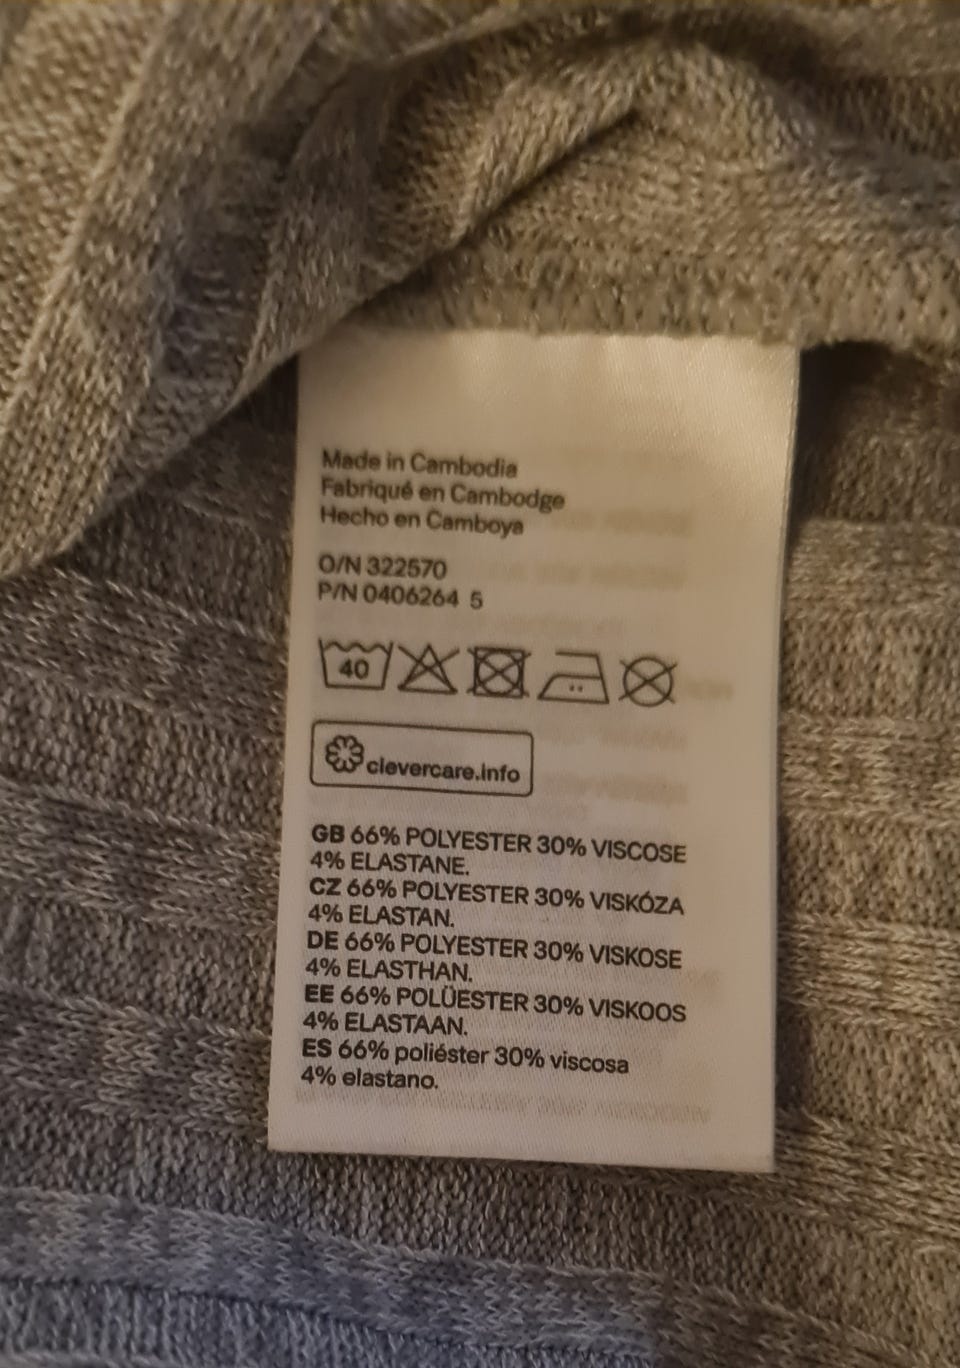 Made in Cambodia
Fabriqué en Cambodge
Hecho en Camboya
O/N 322570
P/N 0406264 5
40
clevercare.info
GB 66% POLYESTER 30% VISCOSE
4% ELASTANE.
CZ 66% POLYESTER 30% VISKÓZA
4% ELASTAN.
DE 66% POLYESTER 30% VISKOSE
4% ELASTHAN.
EE 66% POLÜESTER 30% VISKOOS
4% ELASTAAN.
ES 66% poliéster 30% viscosa
4% elastano.